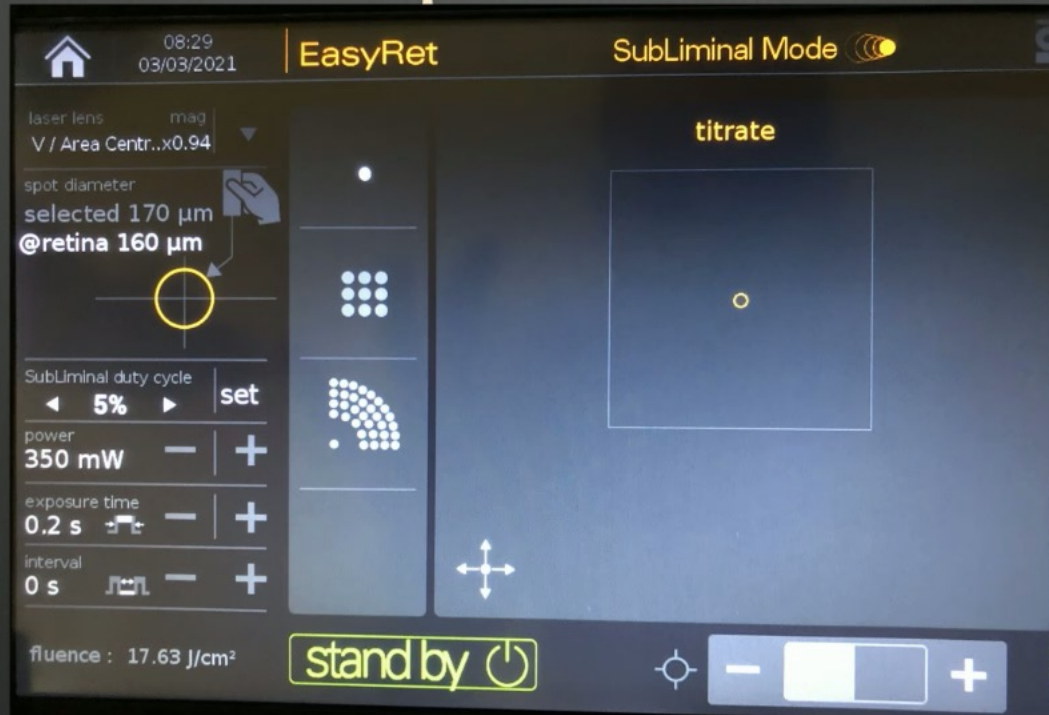 08:29
03/03/2021
EasyRet
SubLiminal Mode
laser lens mag
V / Area Centr..x0.94
spot diameter
selected 170 µm
@retina 160 µm
SubLiminal duty cycle
5%
set
power
350 mW
exposure time
0.2 s
interval
0 s
fluence : 17.63 J/cm²
titrate
stand by